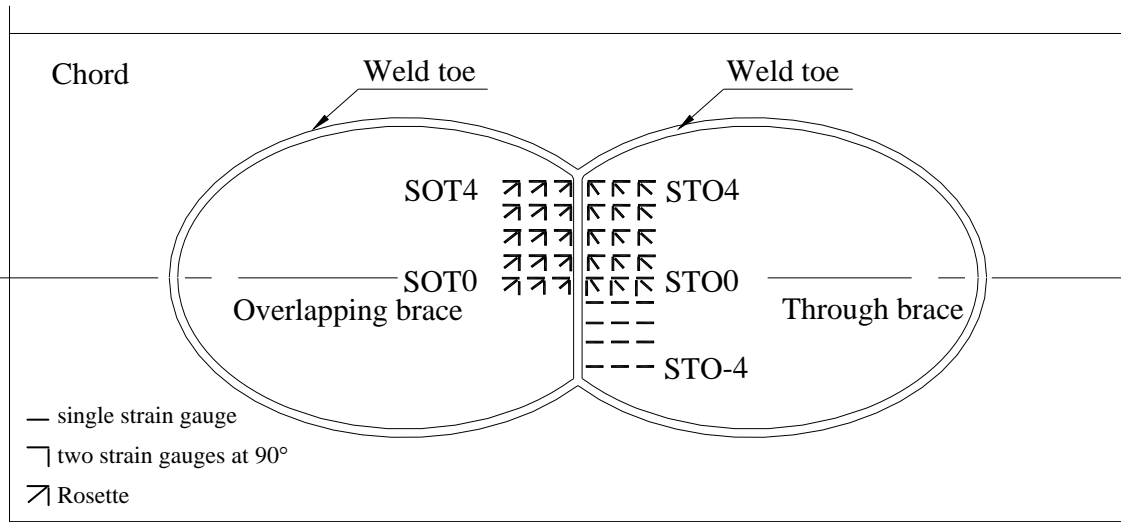 Chord
Weld toe
Weld toe
SOT4
STO4
SOT0
STO0
Overlapping brace
Through brace
STO-4
single strain gauge
two strain gauges at 90°
Rosette